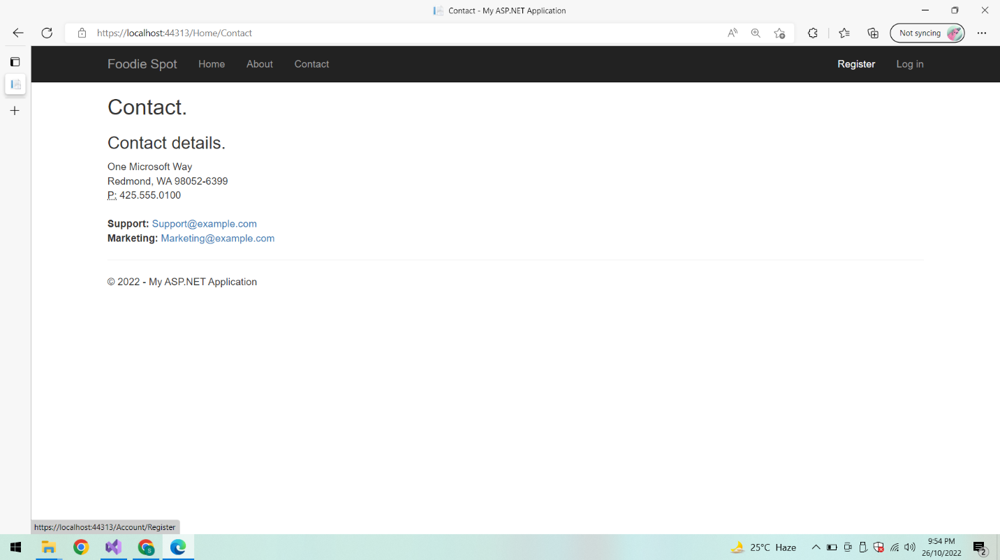 Contact - My ASP.NET Application
https://localhost:44313/Home/Contact
Not syncing
Foodie Spot Home About Contact Register Log in
Contact.
Contact details.
One Microsoft Way
Redmond, WA 98052-6399
P: 425.555.0100
Support: Support@example.com
Marketing: Marketing@example.com
© 2022 - My ASP.NET Application
https://localhost:44313/Account/Register
25°C Haze
9:54 PM
26/10/2022
2